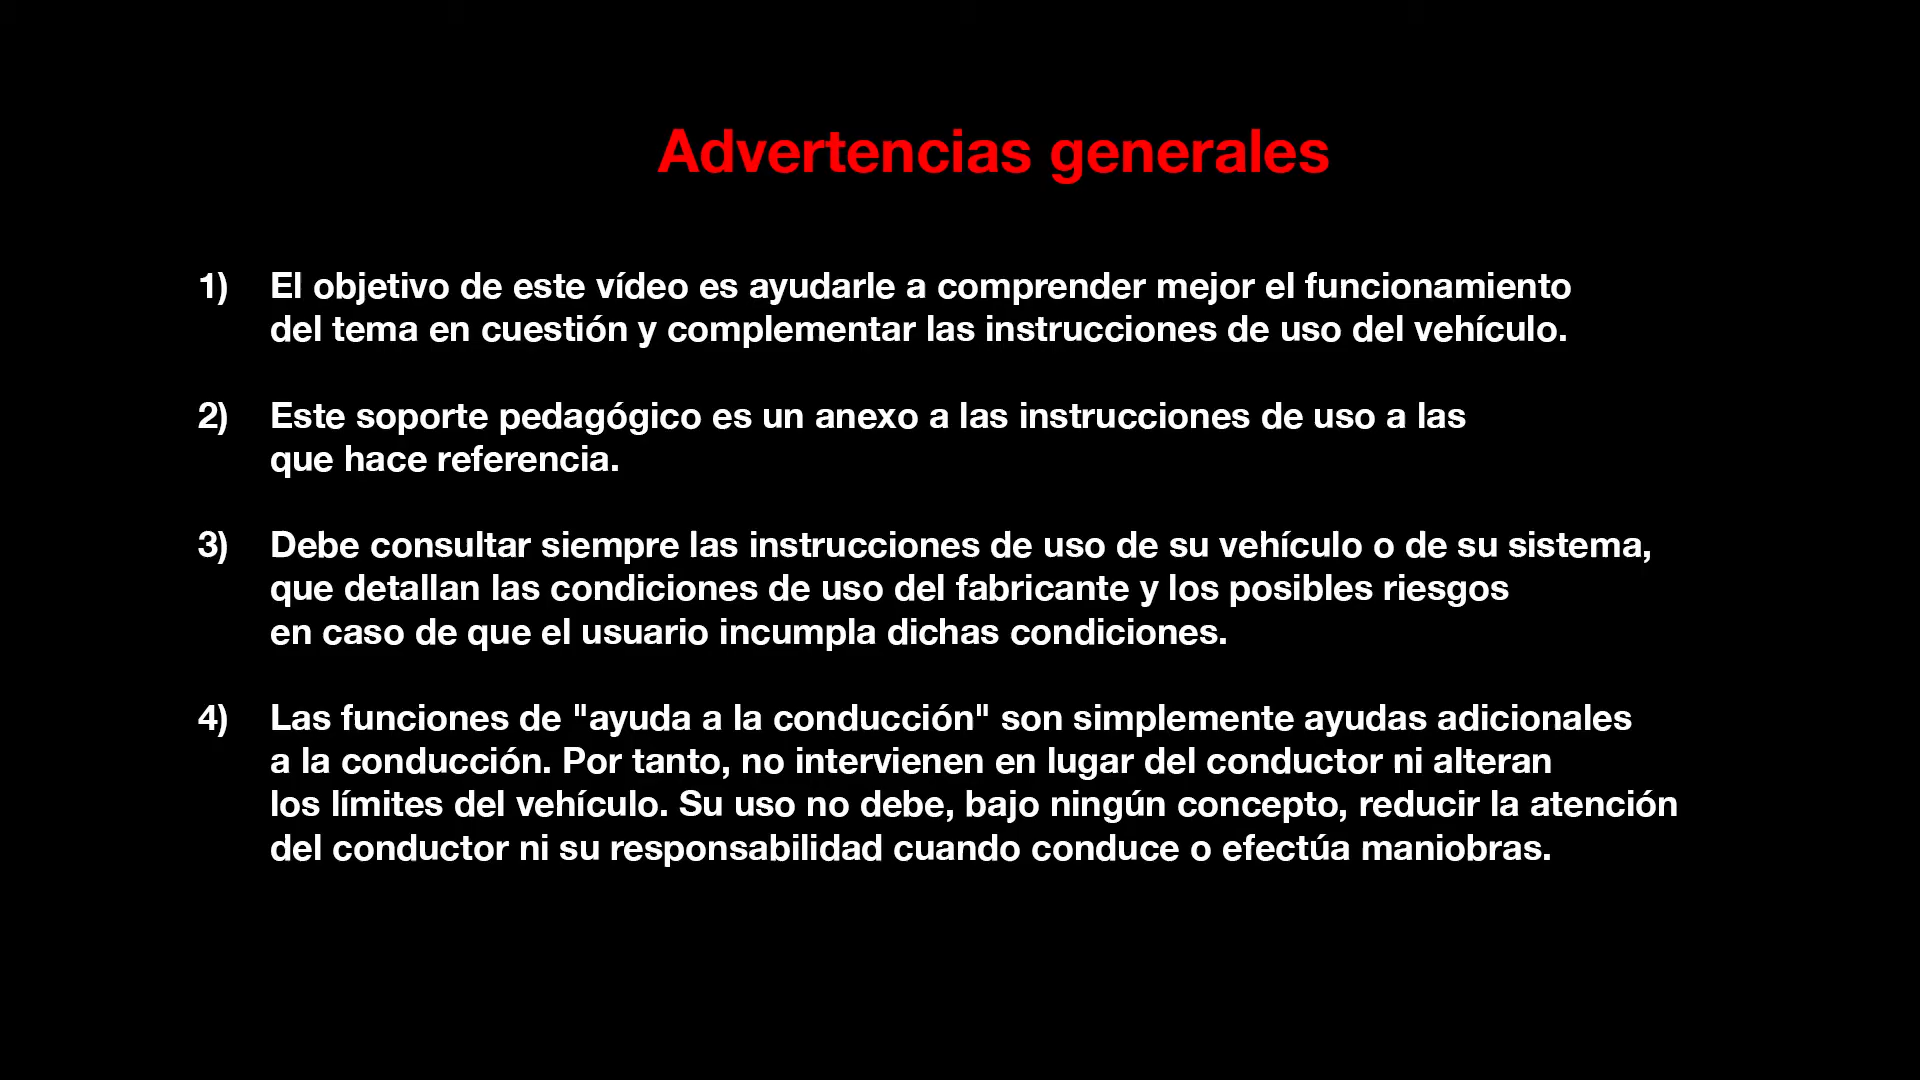 Advertencias generales
1) El objetivo de este vídeo es ayudarle a comprender mejor el funcionamiento
del tema en cuestión y complementar las instrucciones de uso del vehículo.
2) Este soporte pedagógico es un anexo a las instrucciones de uso a las
que hace referencia.
3) Debe consultar siempre las instrucciones de uso de su vehículo o de su sistema,
que detallan las condiciones de uso del fabricante y los posibles riesgos
en caso de que el usuario incumpla dichas condiciones.
4) Las funciones de "ayuda a la conducción" son simplemente ayudas adicionales
a la conducción. Por tanto, no intervienen en lugar del conductor ni alteran
los límites del vehículo. Su uso no debe, bajo ningún concepto, reducir la atención
del conductor ni su responsabilidad cuando conduce o efectúa maniobras.